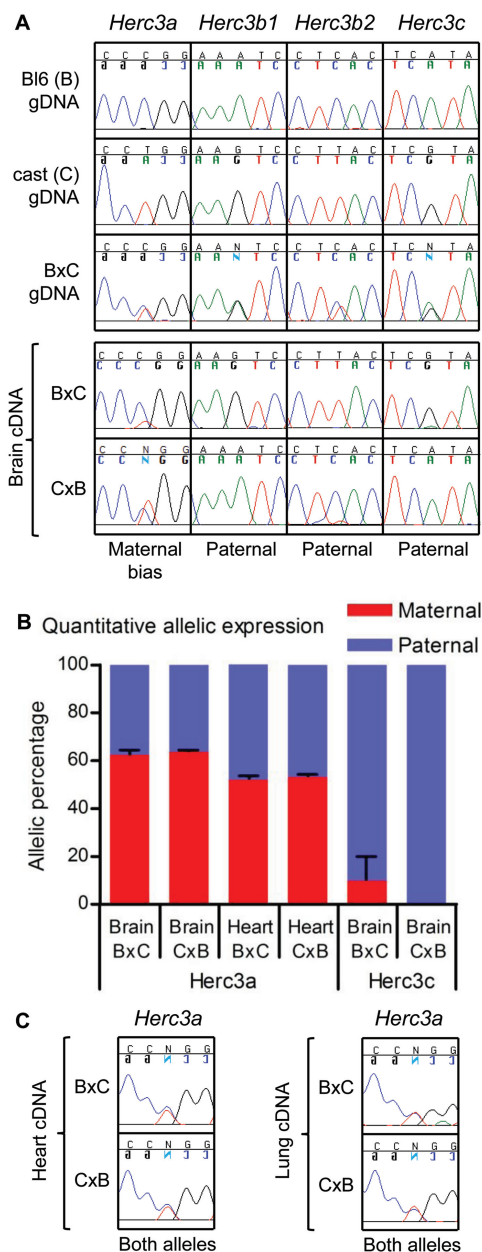 A
Herc3a Herc3b1 Herc3b2 Herc3c
Bl6 (B) gDNA
C C C G G A A A T C C T C A C T C A T A
A A A T C C T C A C T C A T A
cast (C) gDNA
C C T G G A A G T C C T T A C T C G T A
A A G T C C T T A C T C G T A
BxC gDNA
C C C G G A A N T C C T C A C T C N T A
A A N T C C T C A C T C N T A
Brain cDNA
BxC
C C C G G A A G T C C T T A C T C G T A
C C C G G A A G T C C T T A C T C G T A
CxB
C C N G G A A A T C C T C A C T C A T A
C C N G G A A A T C C T C A C T C A T A
Maternal bias Paternal Paternal Paternal
B Quantitative allelic expression
Maternal
Paternal
Allelic percentage
100
80
60
40
20
0
Brain BxC Brain CxB Heart BxC Heart CxB Brain BxC Brain CxB
Herc3a Herc3c
C
Herc3a Herc3a
Heart cDNA
BxC
C C N G G
CxB
C C N G G
Both alleles
Lung cDNA
BxC
C C N G G
CxB
C C N G G
Both alleles